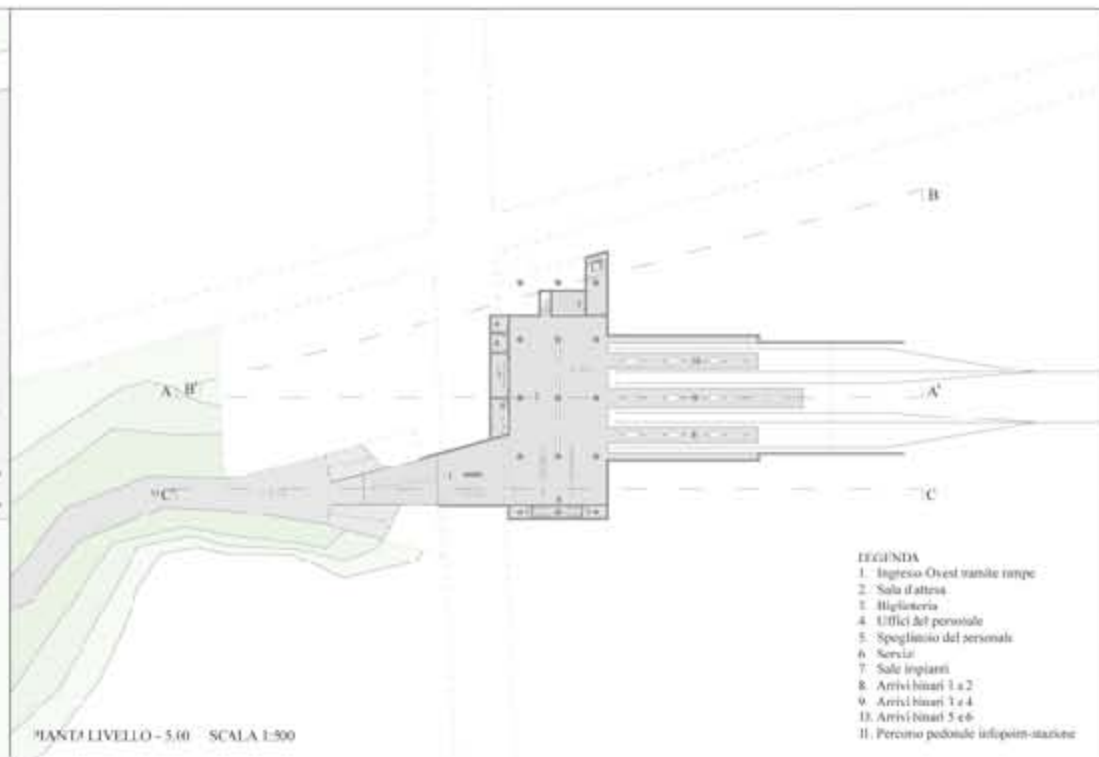 B
A B'
A'
C'
C
LEGENDA
1. Ingresso Ovest tramite rampe
2. Sala d'attesa
3. Biglietteria
4. Uffici del personale
5. Spogliatoio del personale
6. Servizi
7. Sale impianti
8. Arrivi binari 1 e 2
9. Arrivi binari 3 e 4
10. Arrivi binari 5 e 6
11. Percorso pedonale infopoint-stazione
PIANTA LIVELLO - 5.00 SCALA 1:500